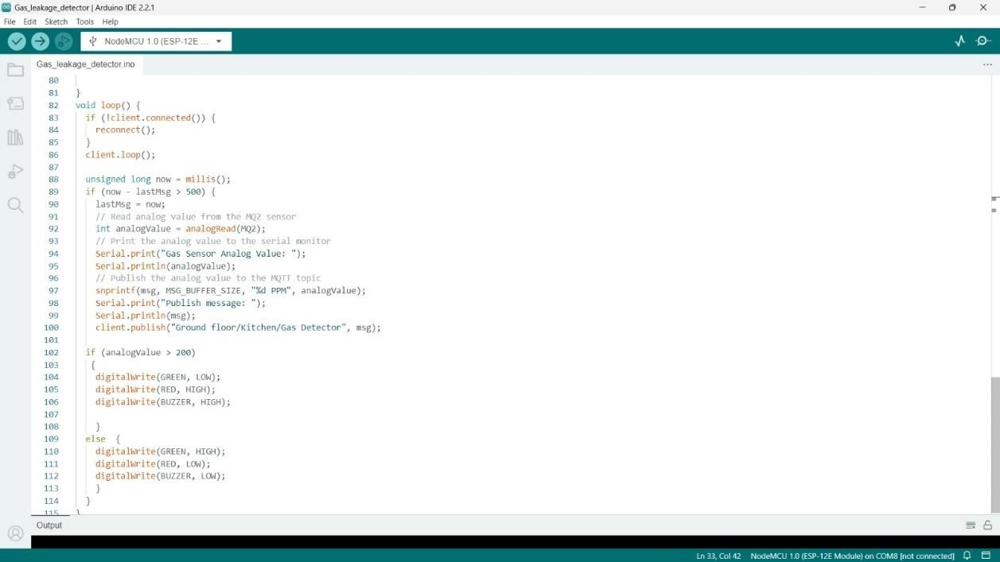 Gas_leakage_detector | Arduino IDE 2.2.1
File Edit Sketch Tools Help
NodeMCU 1.0 (ESP-12E ...
Gas_leakage_detector.ino
80
81 }
82 void loop() {
83 if (!client.connected()) {
84 reconnect();
85 }
86 client.loop();
87
88 unsigned long now = millis();
89 if (now - lastMsg > 500) {
90 lastMsg = now;
91 // Read analog value from the MQ2 sensor
92 int analogValue = analogRead(MQ2);
93 // Print the analog value to the serial monitor
94 Serial.print("Gas Sensor Analog Value: ");
95 Serial.println(analogValue);
96 // Publish the analog value to the MQTT topic
97 snprintf(msg, MSG_BUFFER_SIZE, "%d PPM", analogValue);
98 Serial.print("Publish message: ");
99 Serial.println(msg);
100 client.publish("Ground floor/Kitchen/Gas Detector", msg);
101
102 if (analogValue > 200)
103 {
104 digitalWrite(GREEN, LOW);
105 digitalWrite(RED, HIGH);
106 digitalWrite(BUZZER, HIGH);
107
108 }
109 else {
110 digitalWrite(GREEN, HIGH);
111 digitalWrite(RED, LOW);
112 digitalWrite(BUZZER, LOW);
113 }
114 }
115 }
Output
Ln 33, Col 42 NodeMCU 1.0 (ESP-12E Module) on COM8 [not connected]